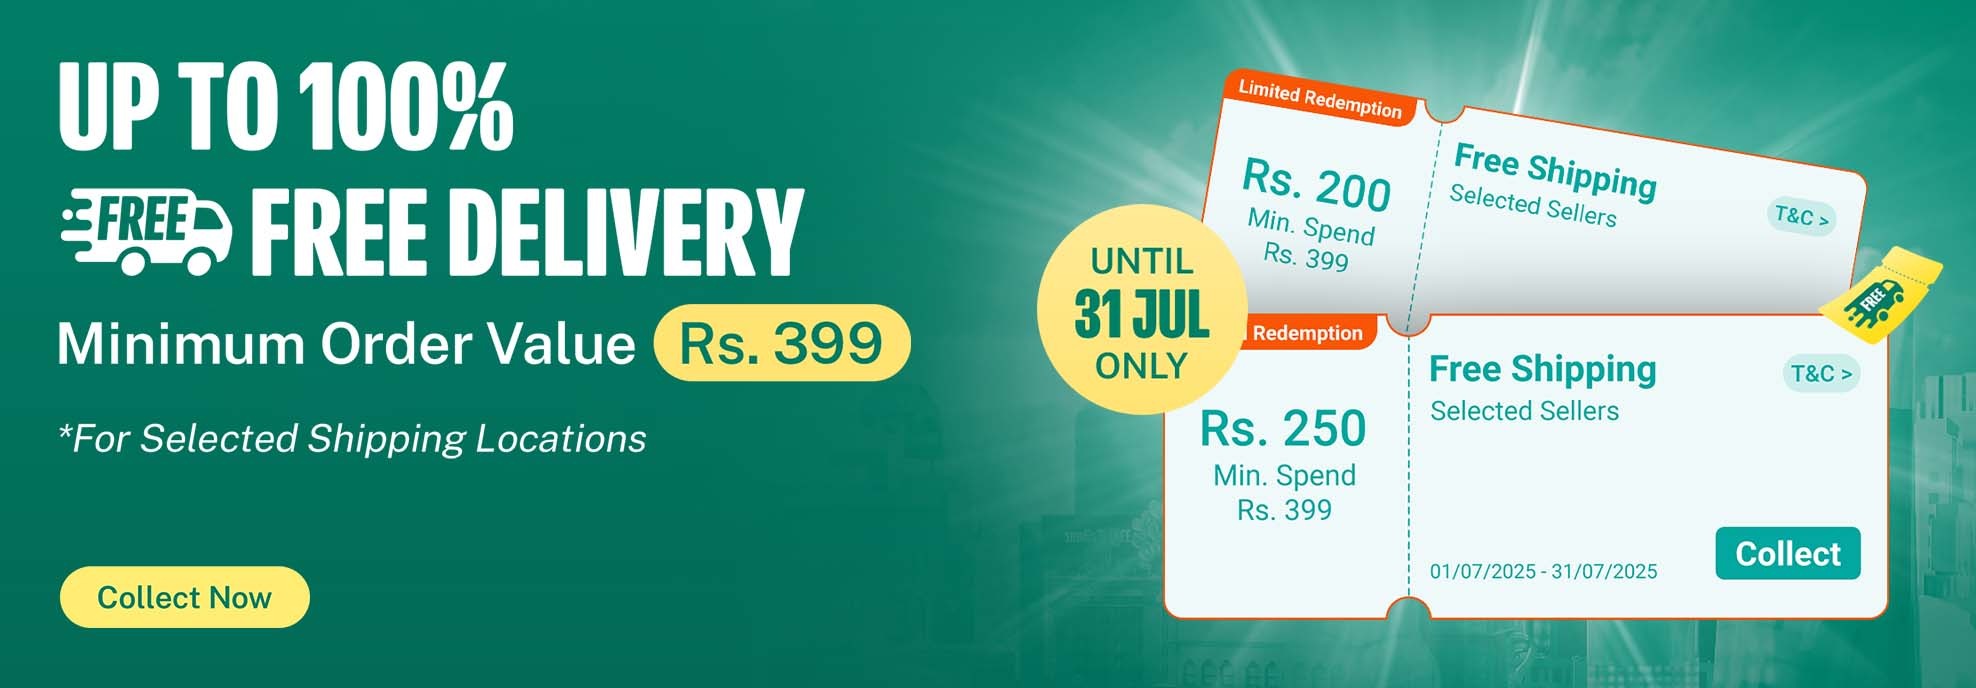 UP TO 100%
FREE FREE DELIVERY
Minimum Order Value Rs. 399
*For Selected Shipping Locations
Collect Now
UNTIL
31 JUL
ONLY
Limited Redemption
Rs. 200
Min. Spend
Rs. 399
Free Shipping
Selected Sellers
T&C >
FREE
Redemption
Rs. 250
Min. Spend
Rs. 399
Free Shipping
Selected Sellers
T&C >
01/07/2025 - 31/07/2025
Collect